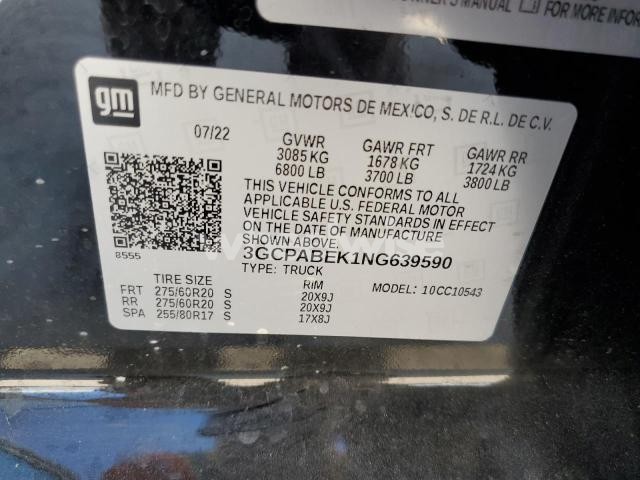 OWNER'S MANUAL
FOR MORE INFOR
gm
MFD BY GENERAL MOTORS DE MEXICO, S. DE R.L. DE C.V.
07/22 GVWR GAWR FRT GAWR RR
3085 KG 1678 KG 1724 KG
6800 LB 3700 LB 3800 LB
THIS VEHICLE CONFORMS TO ALL
APPLICABLE U.S. FEDERAL MOTOR
VEHICLE SAFETY STANDARDS IN EFFECT
ON THE DATE OF MANUFACTURE
SHOWN ABOVE.
8555 3GCPABEK1NG639590
TYPE: TRUCK
TIRE SIZE RIM MODEL: 10CC10543
FRT 275/60R20 S 20X9J
RR 275/60R20 S 20X9J
SPA 255/80R17 S 17X8J